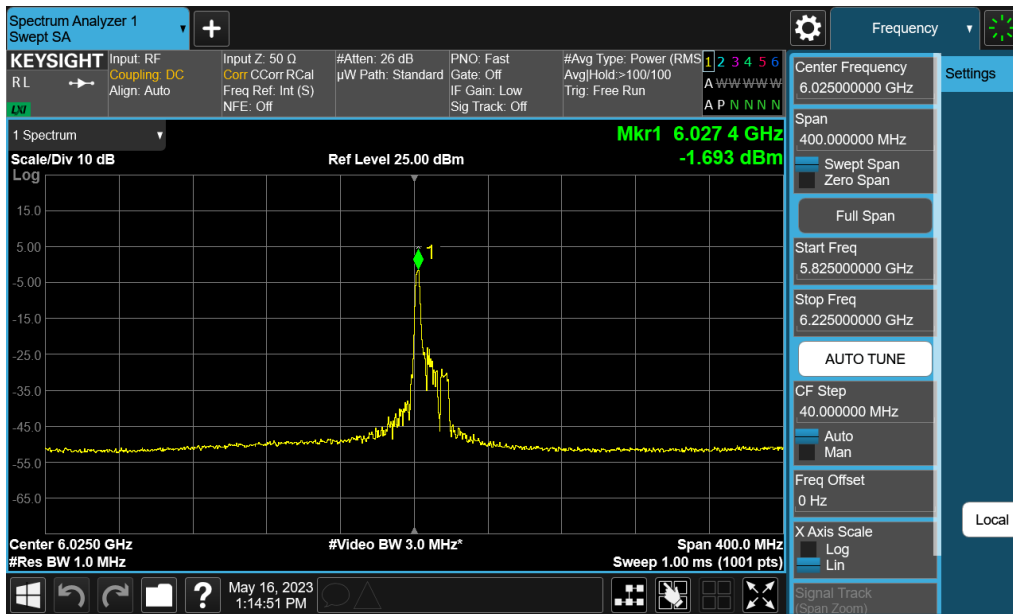 Spectrum Analyzer 1
Swept SA
+
Frequency
KEYSIGHT
R L
LXI
Input: RF
Coupling: DC
Align: Auto
Input Z: 50 Ω
Corr CCorr RCal
Freq Ref: Int (S)
NFE: Off
#Atten: 26 dB
µW Path: Standard
PNO: Fast
Gate: Off
IF Gain: Low
Sig Track: Off
#Avg Type: Power (RMS
Avg|Hold:>100/100
Trig: Free Run
1 2 3 4 5 6
A W W W W W
A P N N N N
1 Spectrum
Scale/Div 10 dB
Log
Ref Level 25.00 dBm
Mkr1 6.027 4 GHz
-1.693 dBm
1
15.0
5.00
-5.00
-15.0
-25.0
-35.0
-45.0
-55.0
-65.0
Center 6.0250 GHz
#Res BW 1.0 MHz
#Video BW 3.0 MHz*
Span 400.0 MHz
Sweep 1.00 ms (1001 pts)
Center Frequency
6.025000000 GHz
Span
400.000000 MHz
Swept Span
Zero Span
Full Span
Start Freq
5.825000000 GHz
Stop Freq
6.225000000 GHz
AUTO TUNE
CF Step
40.000000 MHz
Auto
Man
Freq Offset
0 Hz
X Axis Scale
Log
Lin
Signal Track
(Span Zoom)
Settings
Local
?
May 16, 2023
1:14:51 PM